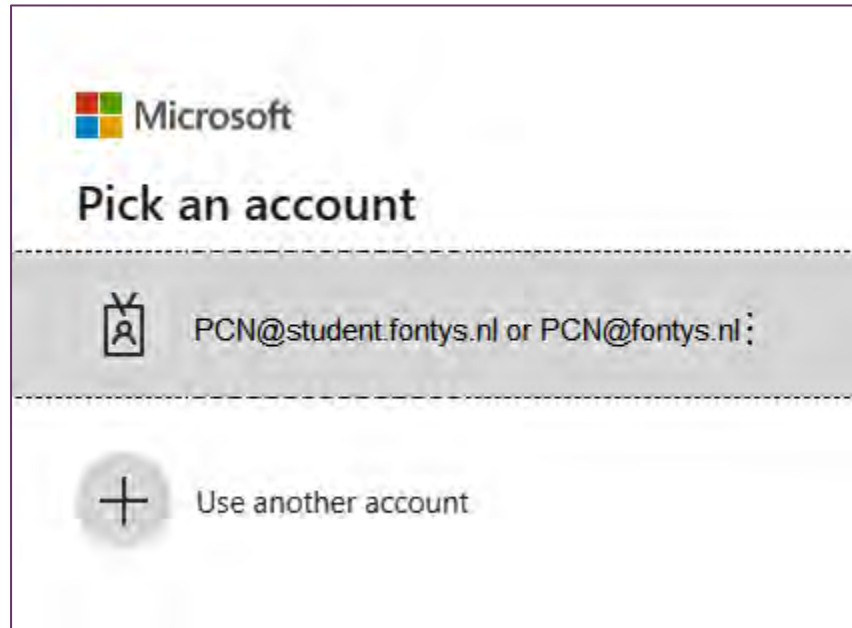 Microsoft
Pick an account
PCN@student.fontys.nl or PCN@fontys.nl
Use another account